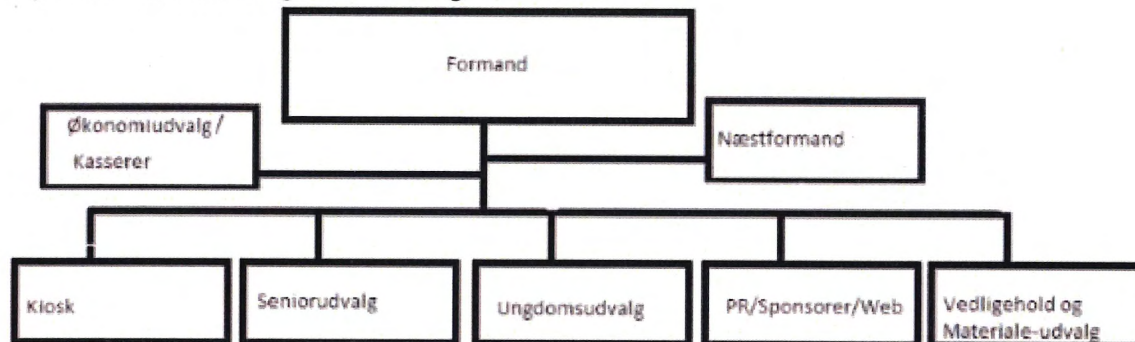 Formand
Økonomiudvalg /
Kasserer
Næstformand
Kiosk
Seniorudvalg
Ungdomsudvalg
PR/Sponsorer/Web
Vedligehold og
Materiale-udvalg